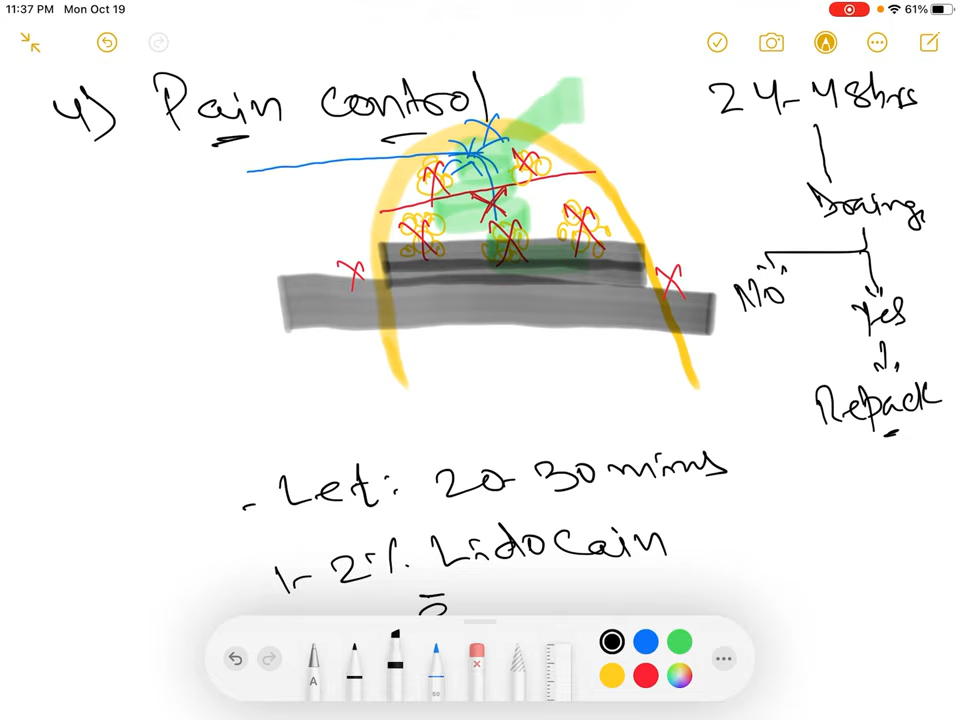 11:37 PM Mon Oct 19
61%
4) Pain control
24-48hrs
NO
yes
Repack
- Let: 20-30 mins
1-2% Lidocain
A
50